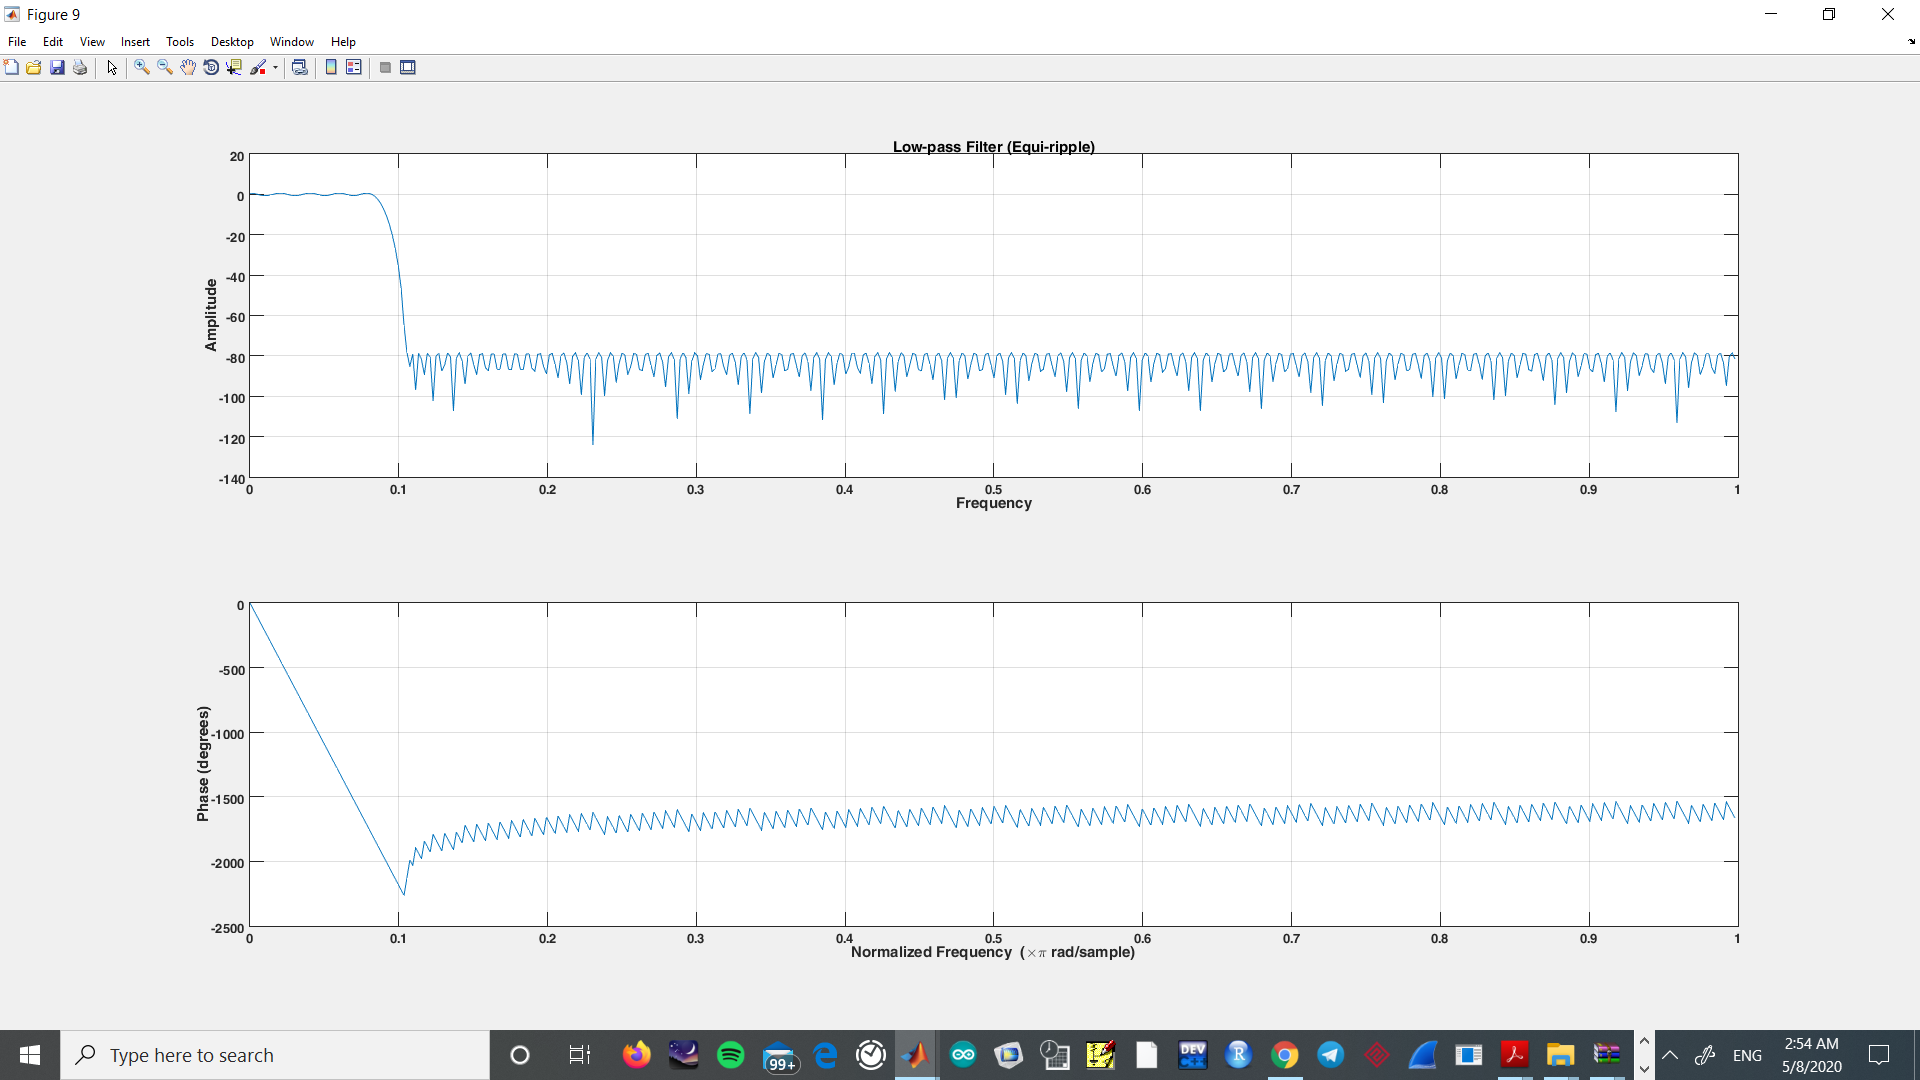 Figure 9
File Edit View Insert Tools Desktop Window Help
Low-pass Filter (Equi-ripple)
20
0
-20
-40
-60
-80
-100
-120
-140
Amplitude
0 0.1 0.2 0.3 0.4 0.5 0.6 0.7 0.8 0.9 1
Frequency
0
-500
-1000
-1500
-2000
-2500
Phase (degrees)
0 0.1 0.2 0.3 0.4 0.5 0.6 0.7 0.8 0.9 1
Normalized Frequency (×π rad/sample)
Type here to search
99+
DEV
C++
R
ENG
2:54 AM
5/8/2020